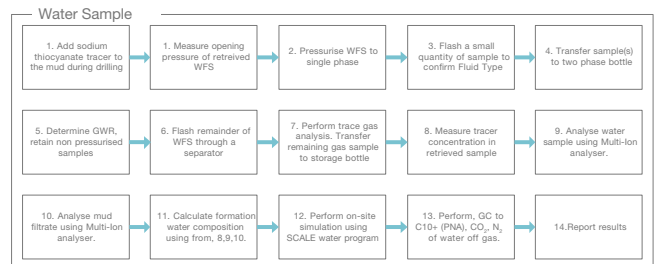 Water Sample
1. Add sodium
thiocyanate tracer to
the mud during drilling
1. Measure opening
pressure of retreived
WFS
2. Pressurise WFS to
single phase
3. Flash a small
quantity of sample to
confirm Fluid Type
4. Transfer sample(s)
to two phase bottle
5. Determine GWR,
retain non pressurised
samples
6. Flash remainder of
WFS through a
separator
7. Perform trace gas
analysis. Transfer
remaining gas sample
to storage bottle
8. Measure tracer
concentration in
retrieved sample
9. Analyse water
sample using Multi-Ion
analyser.
10. Analyse mud
filtrate using Multi-Ion
analyser.
11. Calculate formation
water composition
using from, 8,9,10.
12. Perform on-site
simulation using
SCALE water program
13. Perform, GC to
C10+ (PNA), CO₂, N₂
of water off gas.
14.Report results